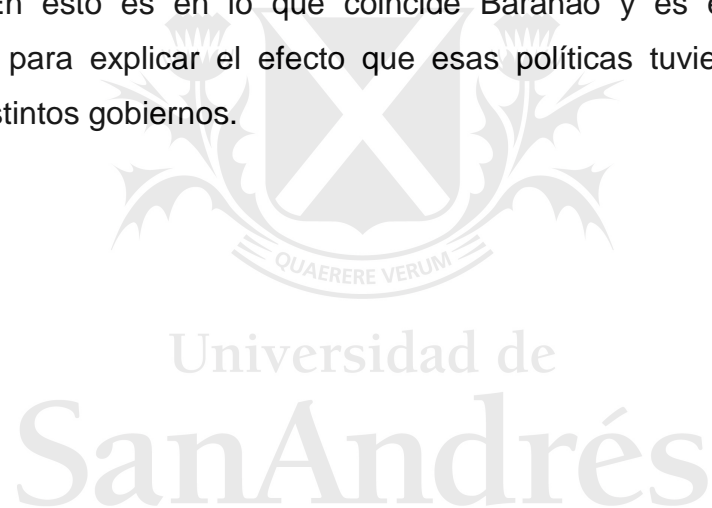 En esto es en lo que coincide Barañao y es e
para explicar el efecto que esas políticas tuvie
stintos gobiernos.
QUAERERE VERUM
Universidad de
SanAndrés